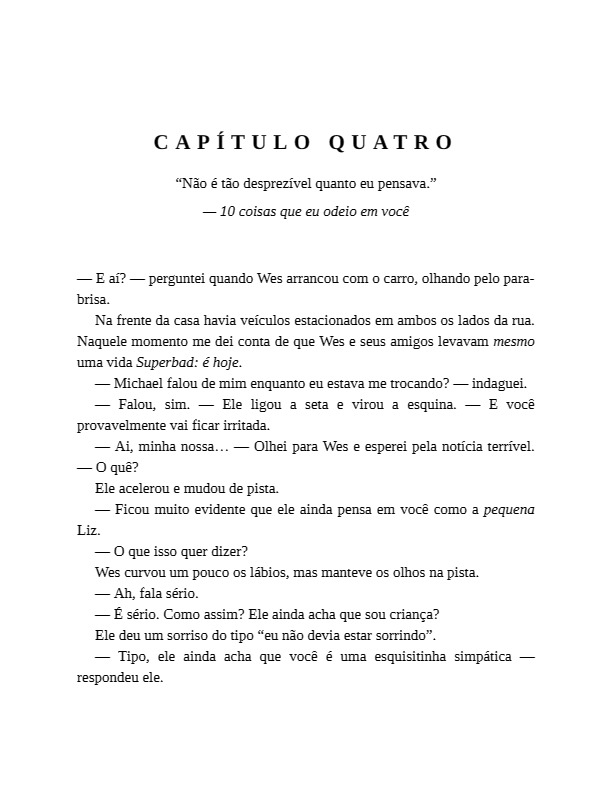 CAPÍTULO QUATRO
“Não é tão desprezível quanto eu pensava.”
— 10 coisas que eu odeio em você
— E aí? — perguntei quando Wes arrancou com o carro, olhando pelo para-
brisa.
Na frente da casa havia veículos estacionados em ambos os lados da rua.
Naquele momento me dei conta de que Wes e seus amigos levavam mesmo
uma vida Superbad: é hoje.
— Michael falou de mim enquanto eu estava me trocando? — indaguei.
— Falou, sim. — Ele ligou a seta e virou a esquina. — E você
provavelmente vai ficar irritada.
— Ai, minha nossa… — Olhei para Wes e esperei pela notícia terrível.
— O quê?
Ele acelerou e mudou de pista.
— Ficou muito evidente que ele ainda pensa em você como a pequena
Liz.
— O que isso quer dizer?
Wes curvou um pouco os lábios, mas manteve os olhos na pista.
— Ah, fala sério.
— É sério. Como assim? Ele ainda acha que sou criança?
Ele deu um sorriso do tipo “eu não devia estar sorrindo”.
— Tipo, ele ainda acha que você é uma esquisitinha simpática —
respondeu ele.